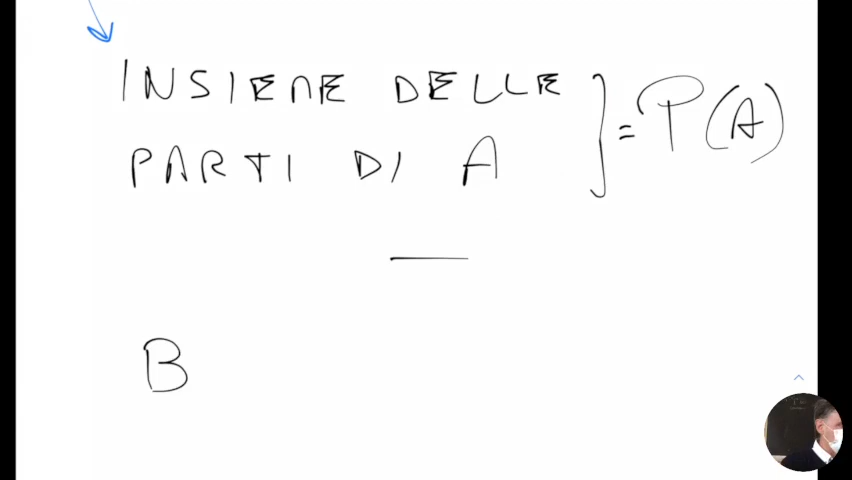 INSIEME DELLE
PARTI DI A } = P(A)
B